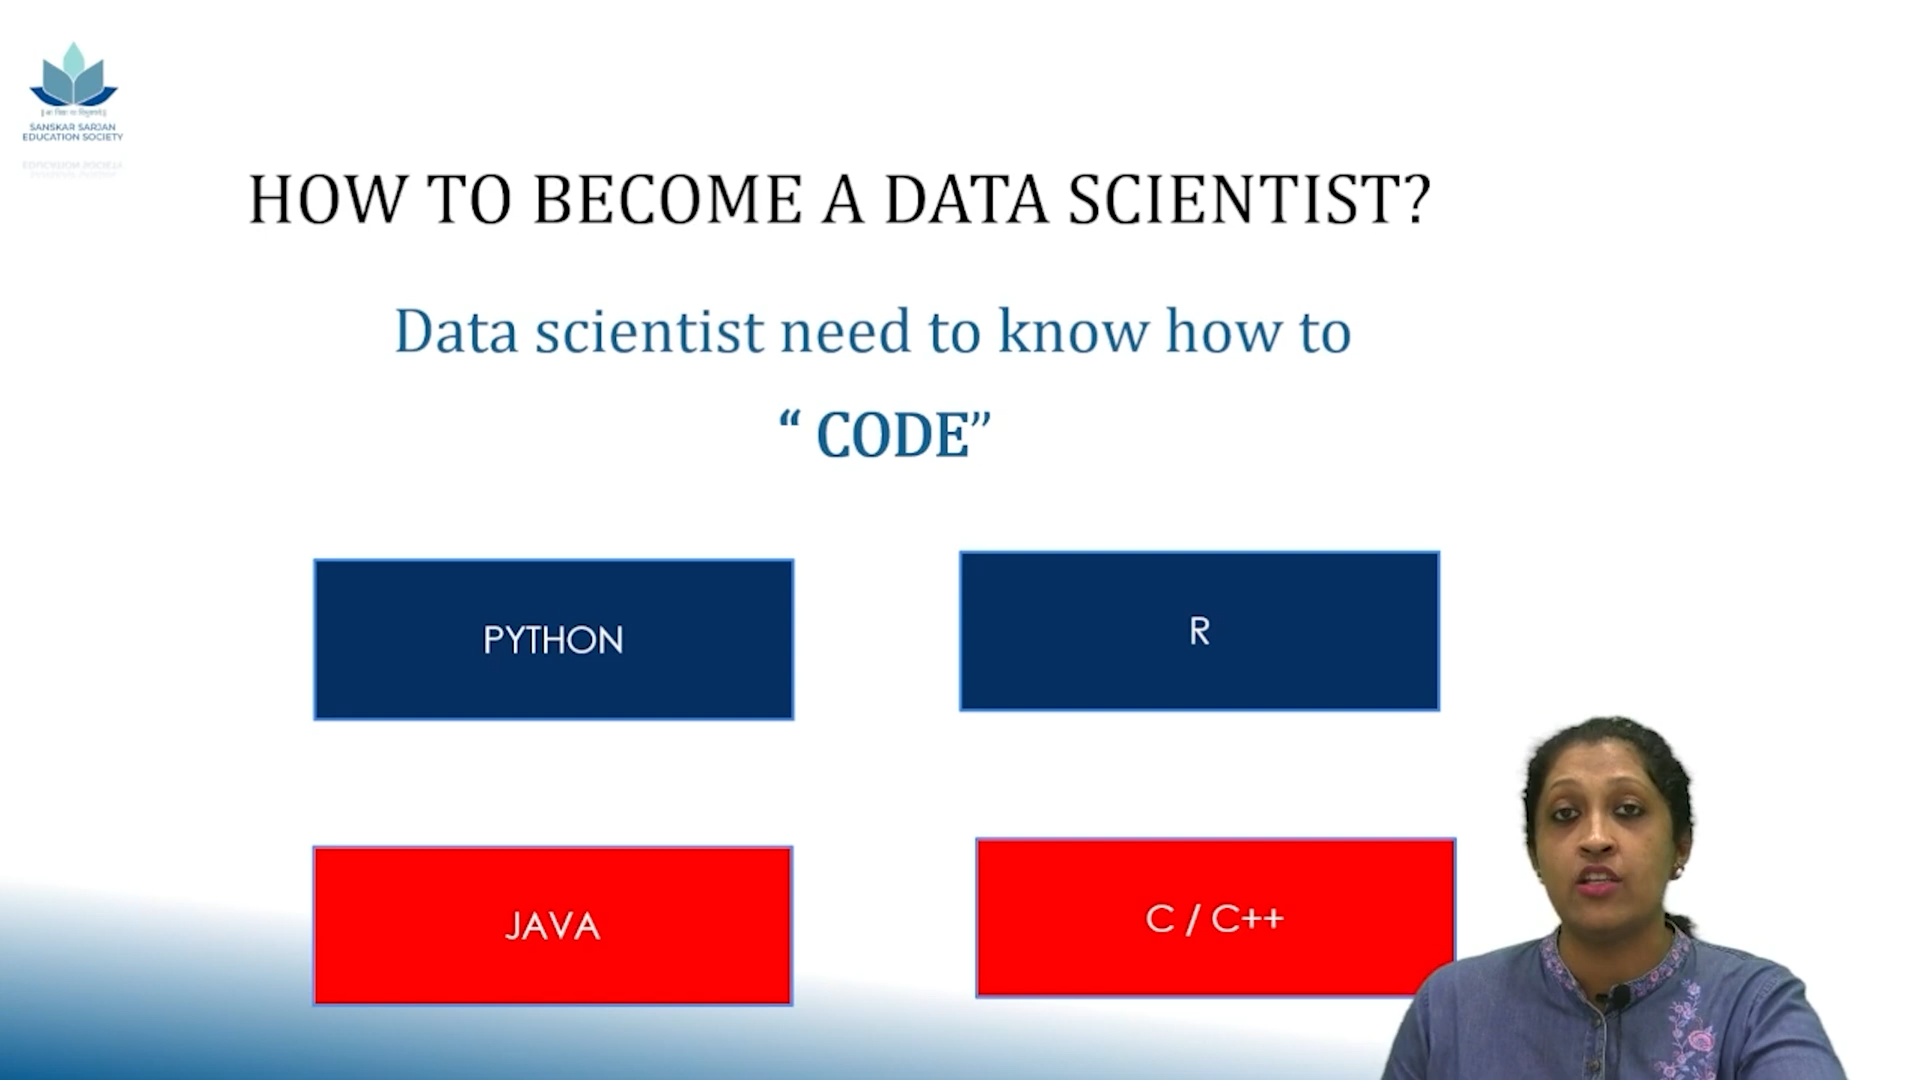 SANSKAR SARJAN
EDUCATION SOCIETY
HOW TO BECOME A DATA SCIENTIST?
Data scientist need to know how to
“ CODE”
PYTHON
R
JAVA
C / C++